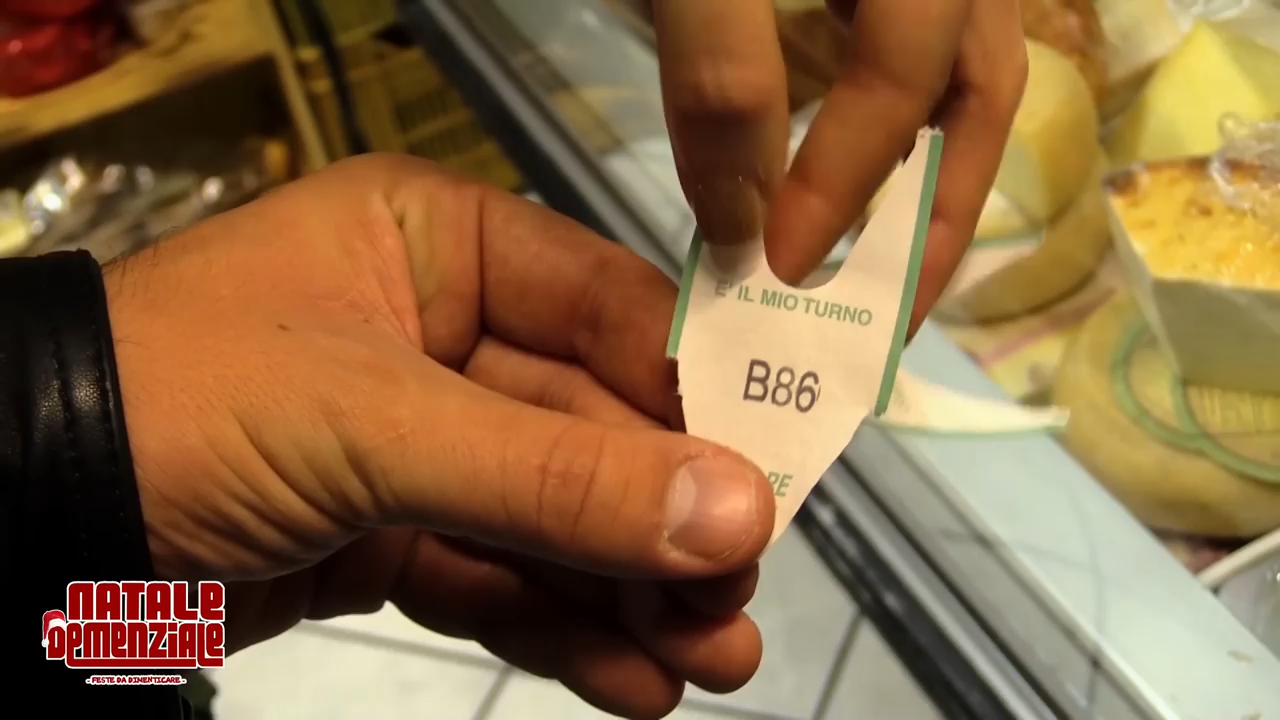 E' IL MIO TURNO
B86
NATALE
DEMENZIALE
- FESTE DA DIMENTICARE -